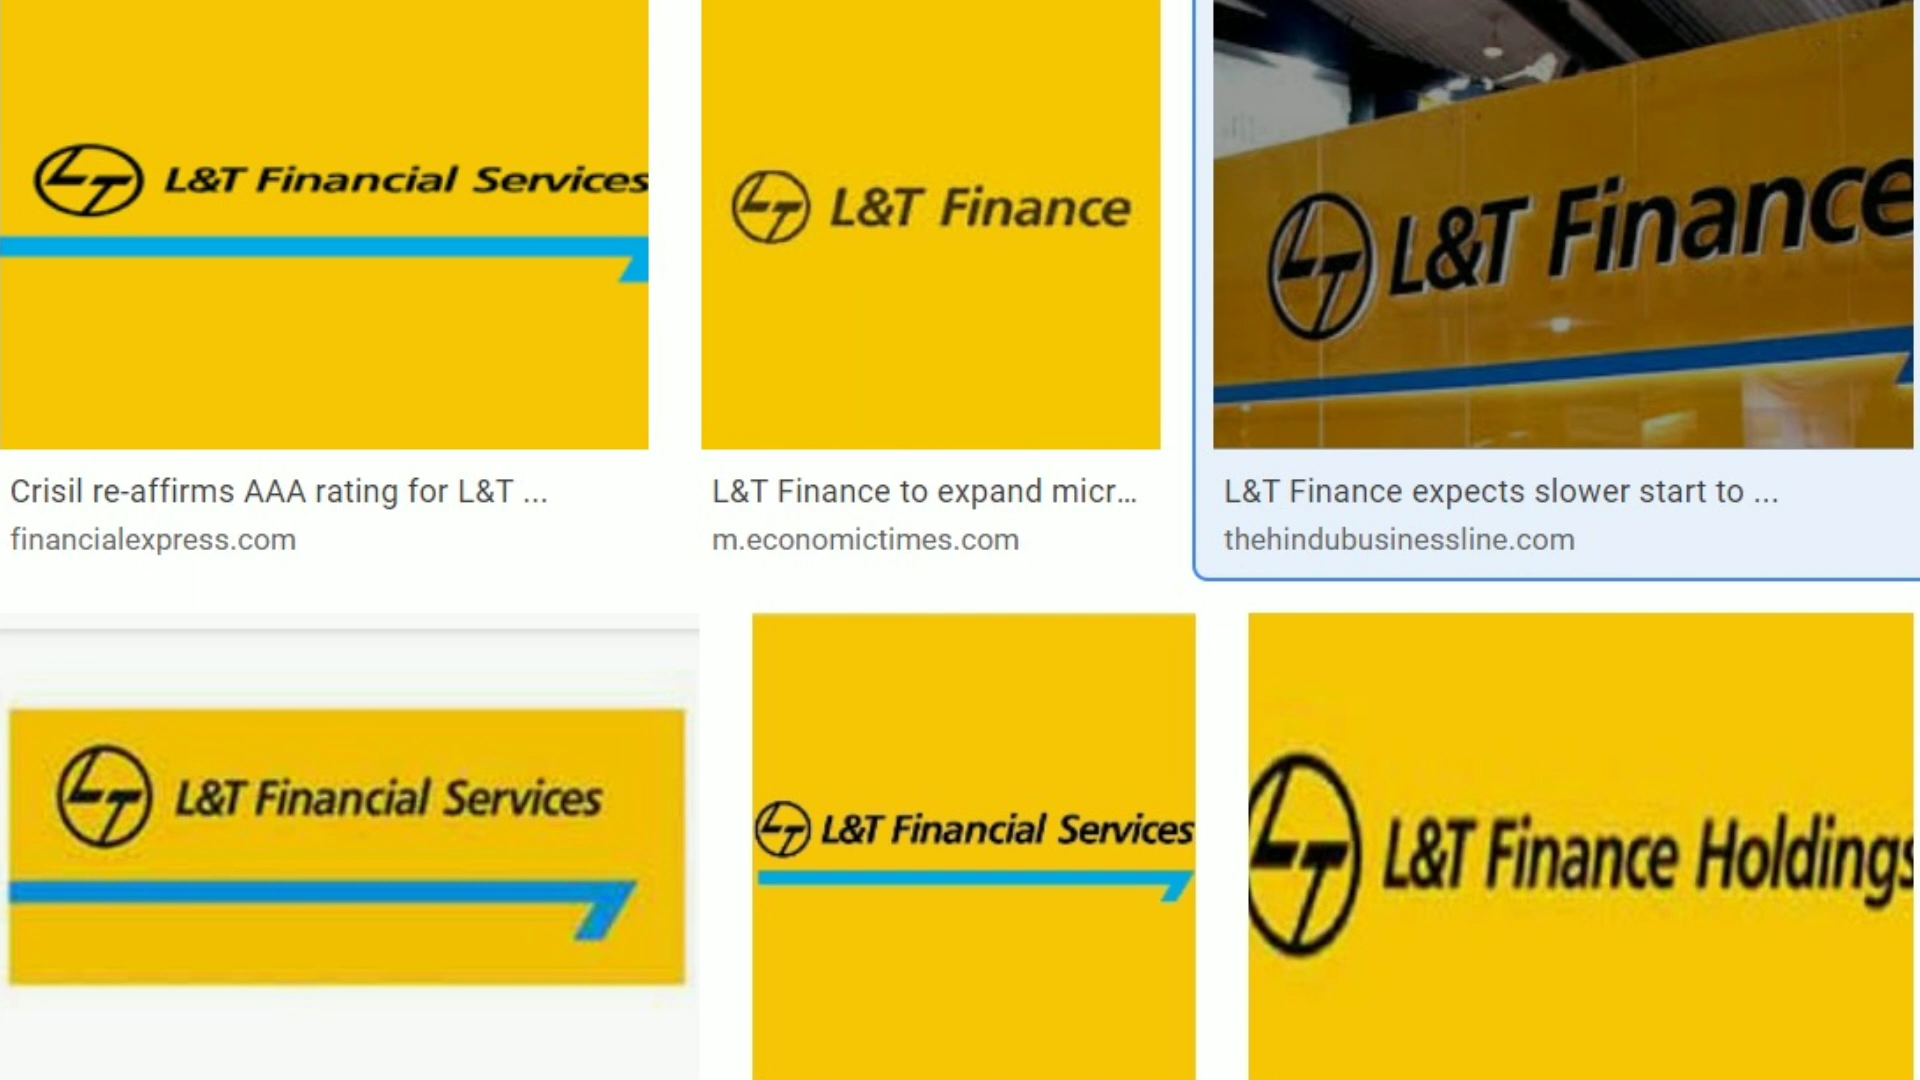 L&T Financial Services
L&T Finance
L&T Finance
Crisil re-affirms AAA rating for L&T ...
financialexpress.com
L&T Finance to expand micr...
m.economictimes.com
L&T Finance expects slower start to ...
thehindubusinessline.com
L&T Financial Services
L&T Financial Services
L&T Finance Holdings